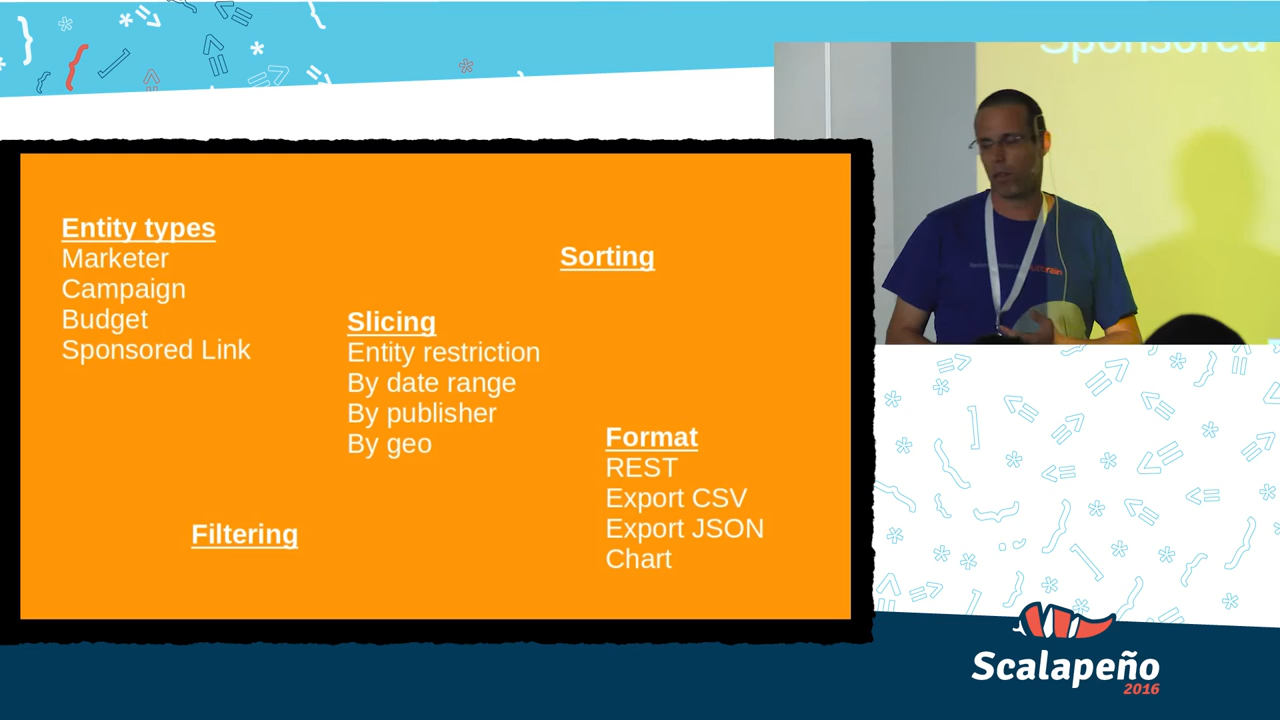 Sponsored
Entity types
Marketer
Campaign
Budget
Sponsored Link
Sorting
Slicing
Entity restriction
By date range
By publisher
By geo
Format
REST
Export CSV
Export JSON
Chart
Filtering
Scalapeño
2016